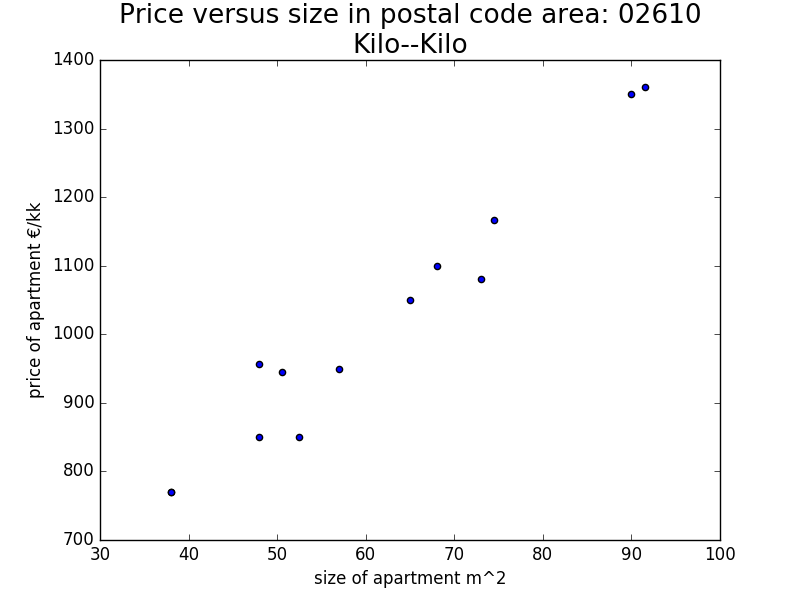 Price versus size in postal code area: 02610
Kilo--Kilo
1400
1300
1200
1100
1000
900
800
700
price of apartment €/kk
30 40 50 60 70 80 90 100
size of apartment m^2